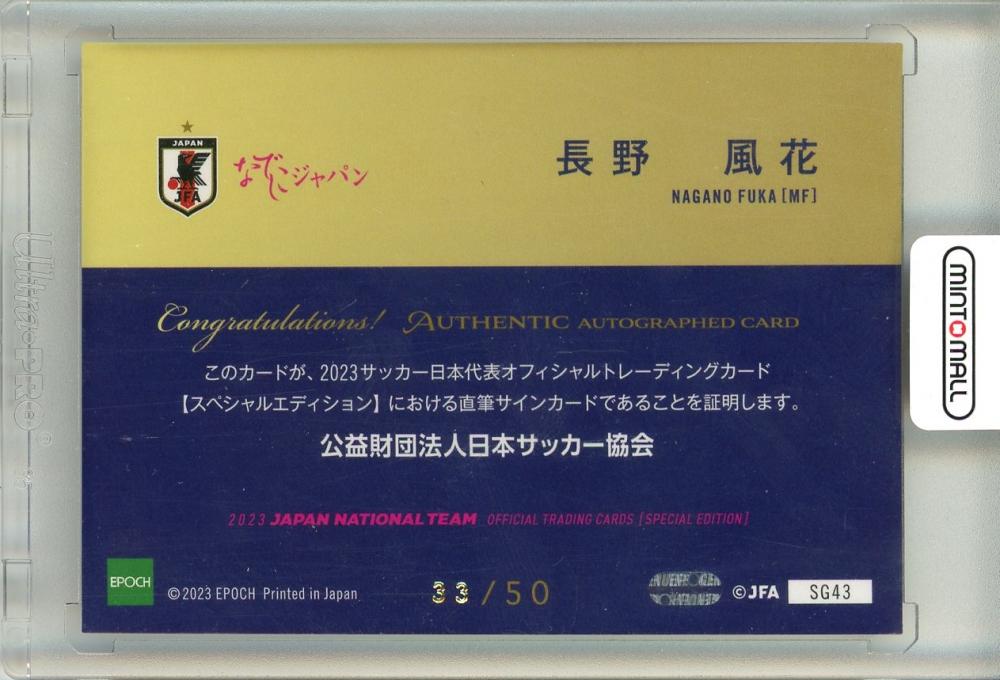 JAPAN
JFA
なでしこジャパン
長野 風花
NAGANO FUKA [MF]
Congratulations! AUTHENTIC AUTOGRAPHED CARD
このカードが、2023サッカー日本代表オフィシャルトレーディングカード
【スペシャルエディション】における直筆サインカードであることを証明します。
公益財団法人日本サッカー協会
2023 JAPAN NATIONAL TEAM OFFICIAL TRADING CARDS [SPECIAL EDITION]
EPOCH
©2023 EPOCH Printed in Japan
33/50
©JFA
SG43
MINT MALL
Ultra·PRO®